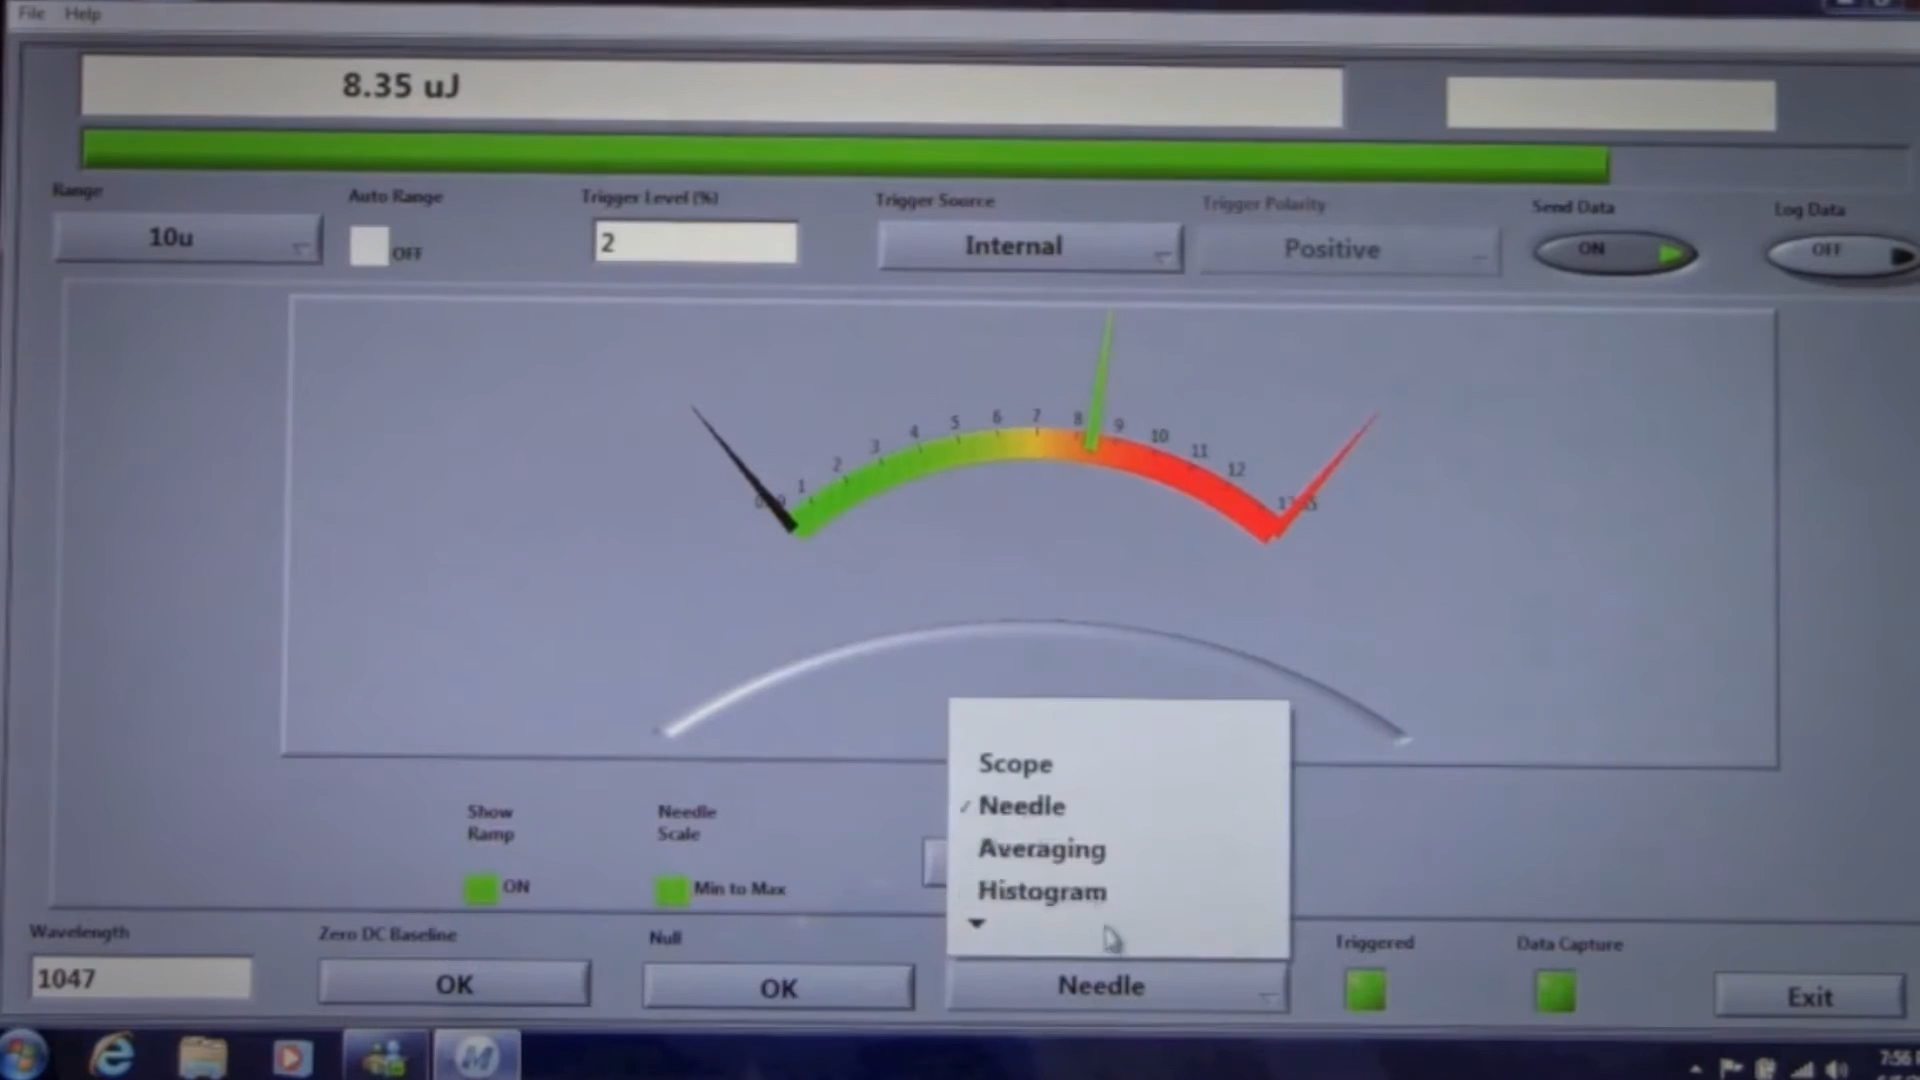 File Help
8.35 uJ
Range
Auto Range
Trigger Level (%)
Trigger Source
Trigger Polarity
Send Data
Log Data
10u
OFF
2
Internal
Positive
ON
OFF
1 2 3 4 5 6 7 8 9 10 11 12
Scope
✓ Needle
Averaging
Histogram
Show
Ramp
ON
Needle
Scale
Min to Max
Wavelength
Zero DC Baseline
Null
Triggered
Data Capture
1047
OK
OK
Needle
Exit
7:56